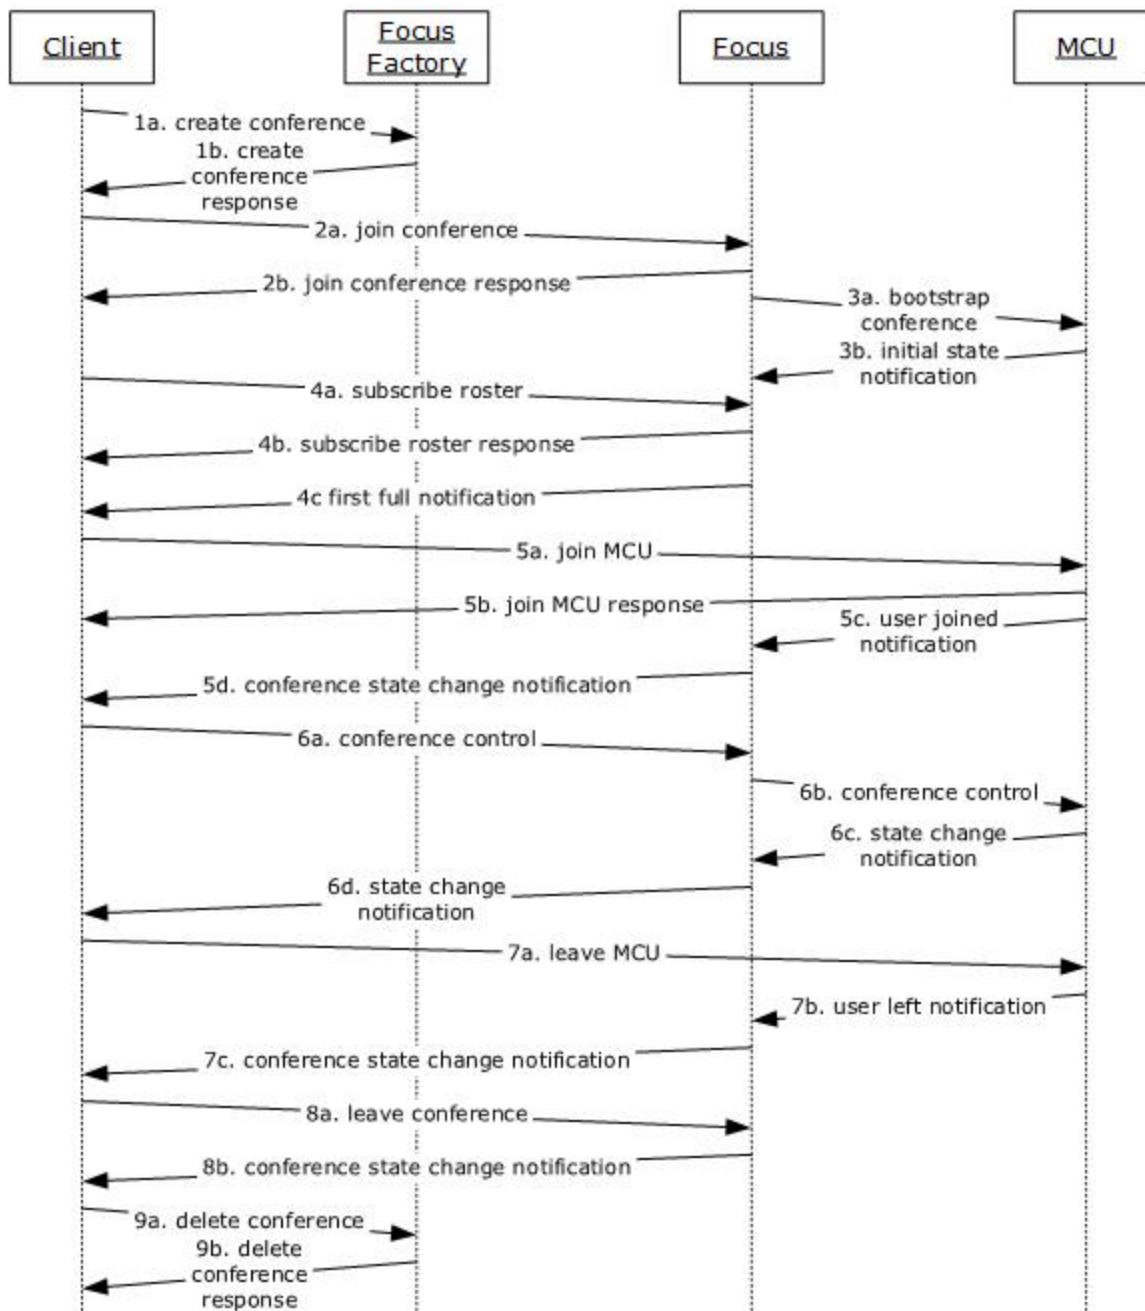 Client
Focus
Factory
Focus
MCU
1a. create conference
1b. create
conference
response
2a. join conference
2b. join conference response
3a. bootstrap
conference
3b. initial state
notification
4a. subscribe roster
4b. subscribe roster response
4c first full notification
5a. join MCU
5b. join MCU response
5c. user joined
notification
5d. conference state change notification
6a. conference control
6b. conference control
6c. state change
notification
6d. state change
notification
7a. leave MCU
7b. user left notification
7c. conference state change notification
8a. leave conference
8b. conference state change notification
9a. delete conference
9b. delete
conference
response